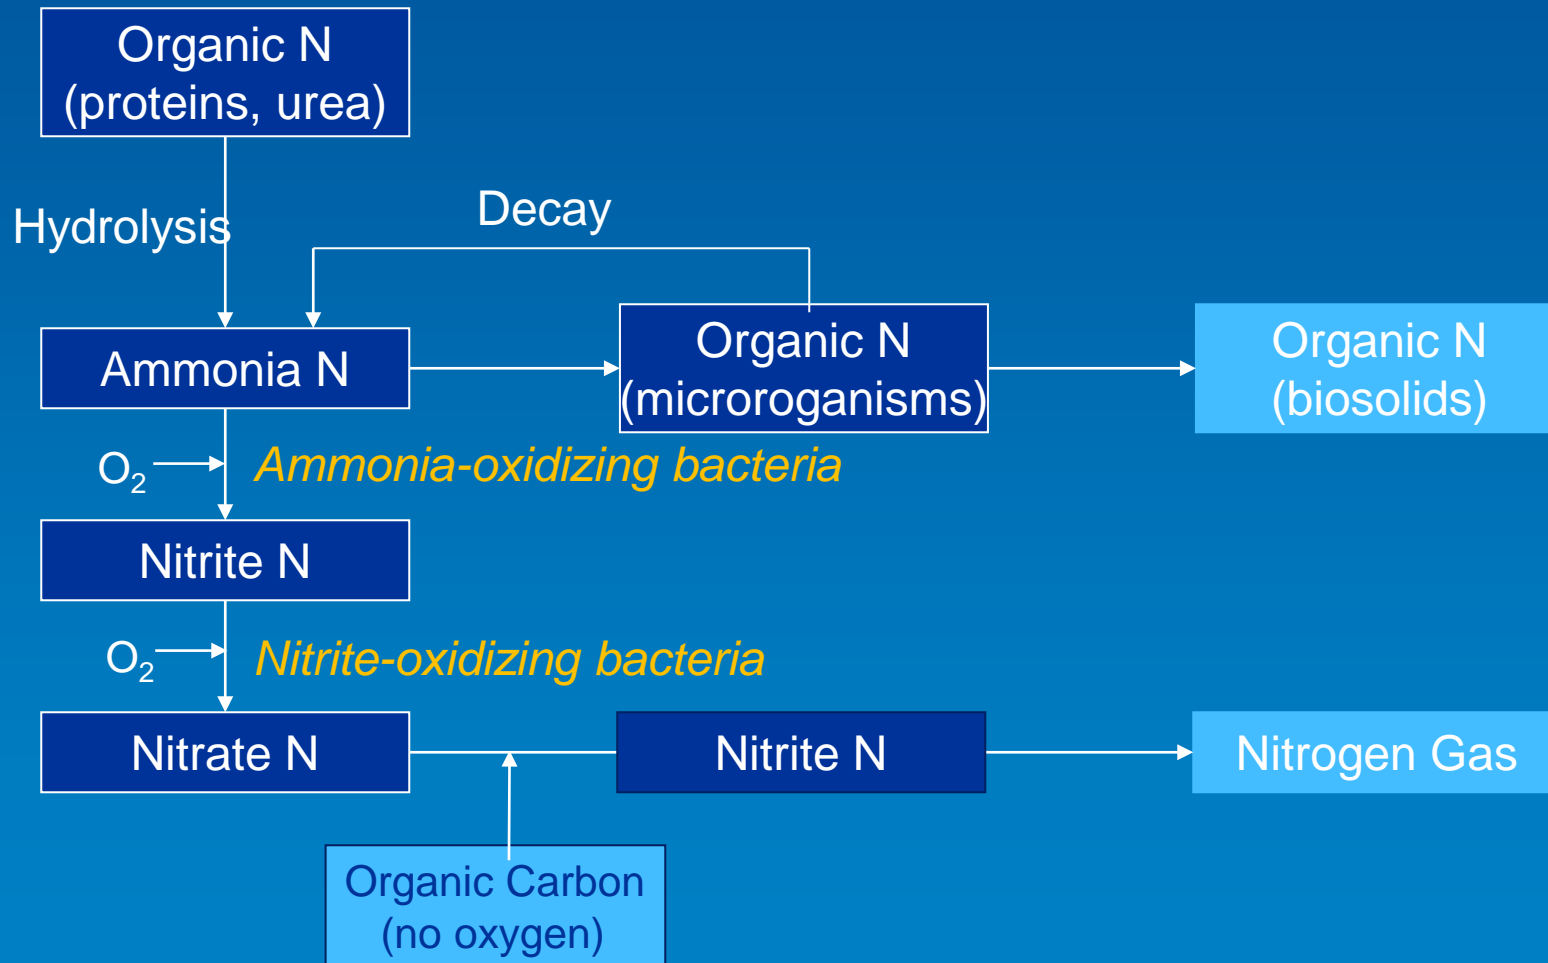 Organic N
(proteins, urea)
Hydrolysis
Decay
Ammonia N
Organic N
(microroganisms)
Organic N
(biosolids)
O₂
Ammonia-oxidizing bacteria
Nitrite N
O₂
Nitrite-oxidizing bacteria
Nitrate N
Nitrite N
Nitrogen Gas
Organic Carbon
(no oxygen)